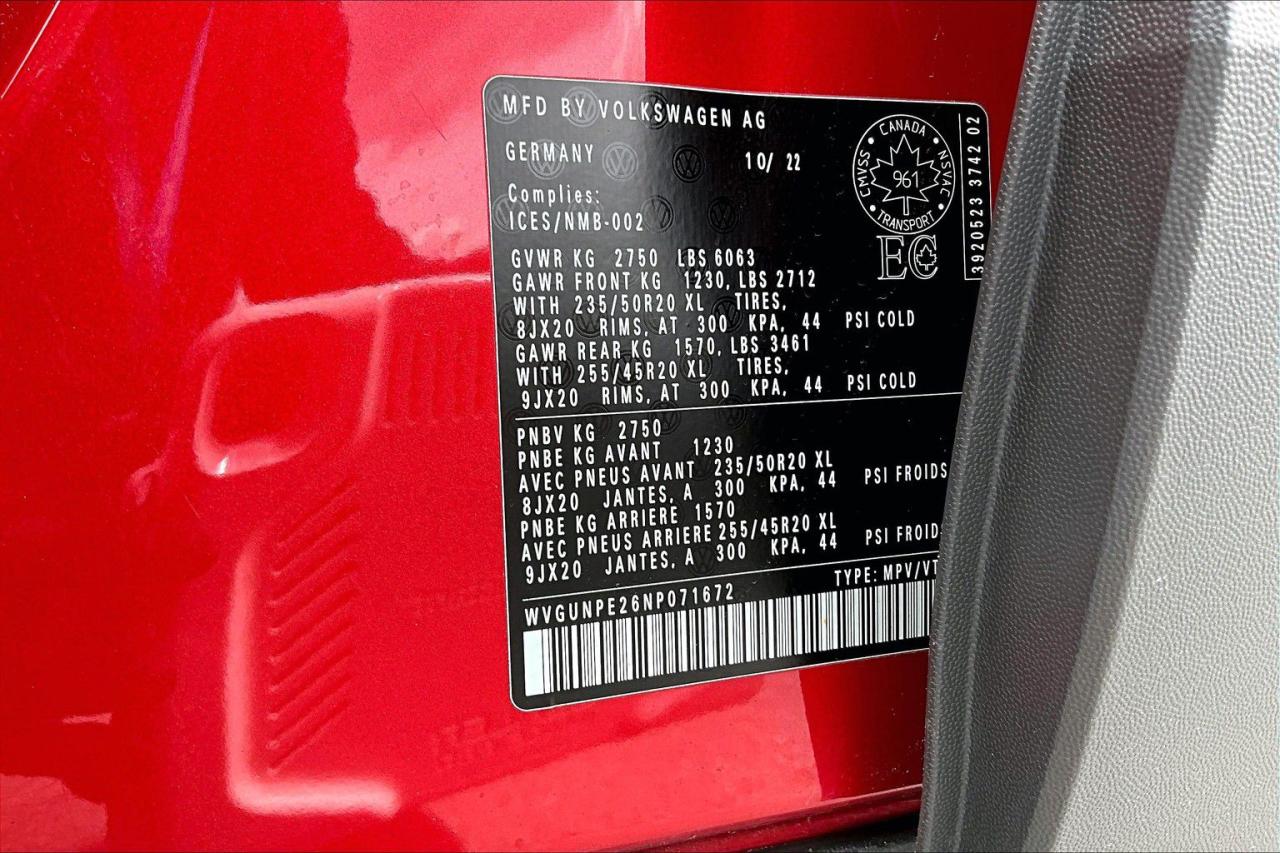 MFD BY VOLKSWAGEN AG
GERMANY 10/ 22
Complies:
ICES/NMB-002
CANADA
CMVSS
NSVAC
961
TRANSPORT
EC
3920523 374202
GVWR KG 2750 LBS 6063
GAWR FRONT KG 1230, LBS 2712
WITH 235/50R20 XL TIRES,
8JX20 RIMS, AT 300 KPA, 44 PSI COLD
GAWR REAR KG 1570, LBS 3461
WITH 255/45R20 XL TIRES,
9JX20 RIMS, AT 300 KPA, 44 PSI COLD
PNBV KG 2750
PNBE KG AVANT 1230
AVEC PNEUS AVANT 235/50R20 XL
8JX20 JANTES, A 300 KPA, 44 PSI FROIDS
PNBE KG ARRIERE 1570
AVEC PNEUS ARRIERE 255/45R20 XL
9JX20 JANTES, A 300 KPA, 44 PSI FROID
TYPE: MPV/VT
WVGUNPE26NP071672